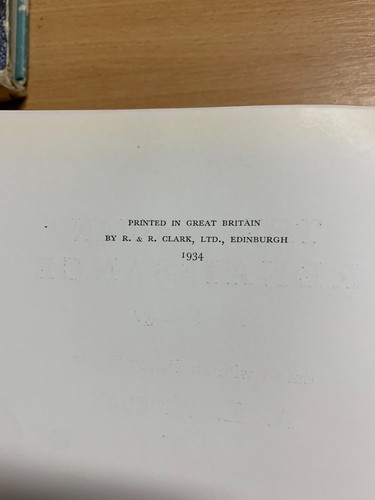 PRINTED IN GREAT BRITAIN
BY R. & R. CLARK, LTD., EDINBURGH
1934